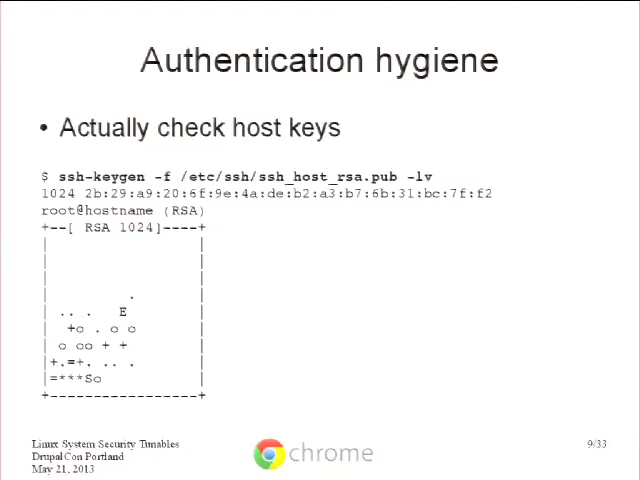 Authentication hygiene
• Actually check host keys
$ ssh-keygen -f /etc/ssh/ssh_host_rsa.pub -lv
1024 2b:29:a9:20:6f:9e:4a:de:b2:a3:b7:6b:31:bc:7f:f2
root@hostname (RSA)
+--[ RSA 1024]----+
|                 |
|                 |
|                 |
|         .       |
| .. .   E        |
|  +o . o o       |
| o oo + +        |
|+.=+. .. .       |
|=***So           |
+-----------------+
Linux System Security Tunables
DrupalCon Portland
May 21, 2013
chrome
9/33